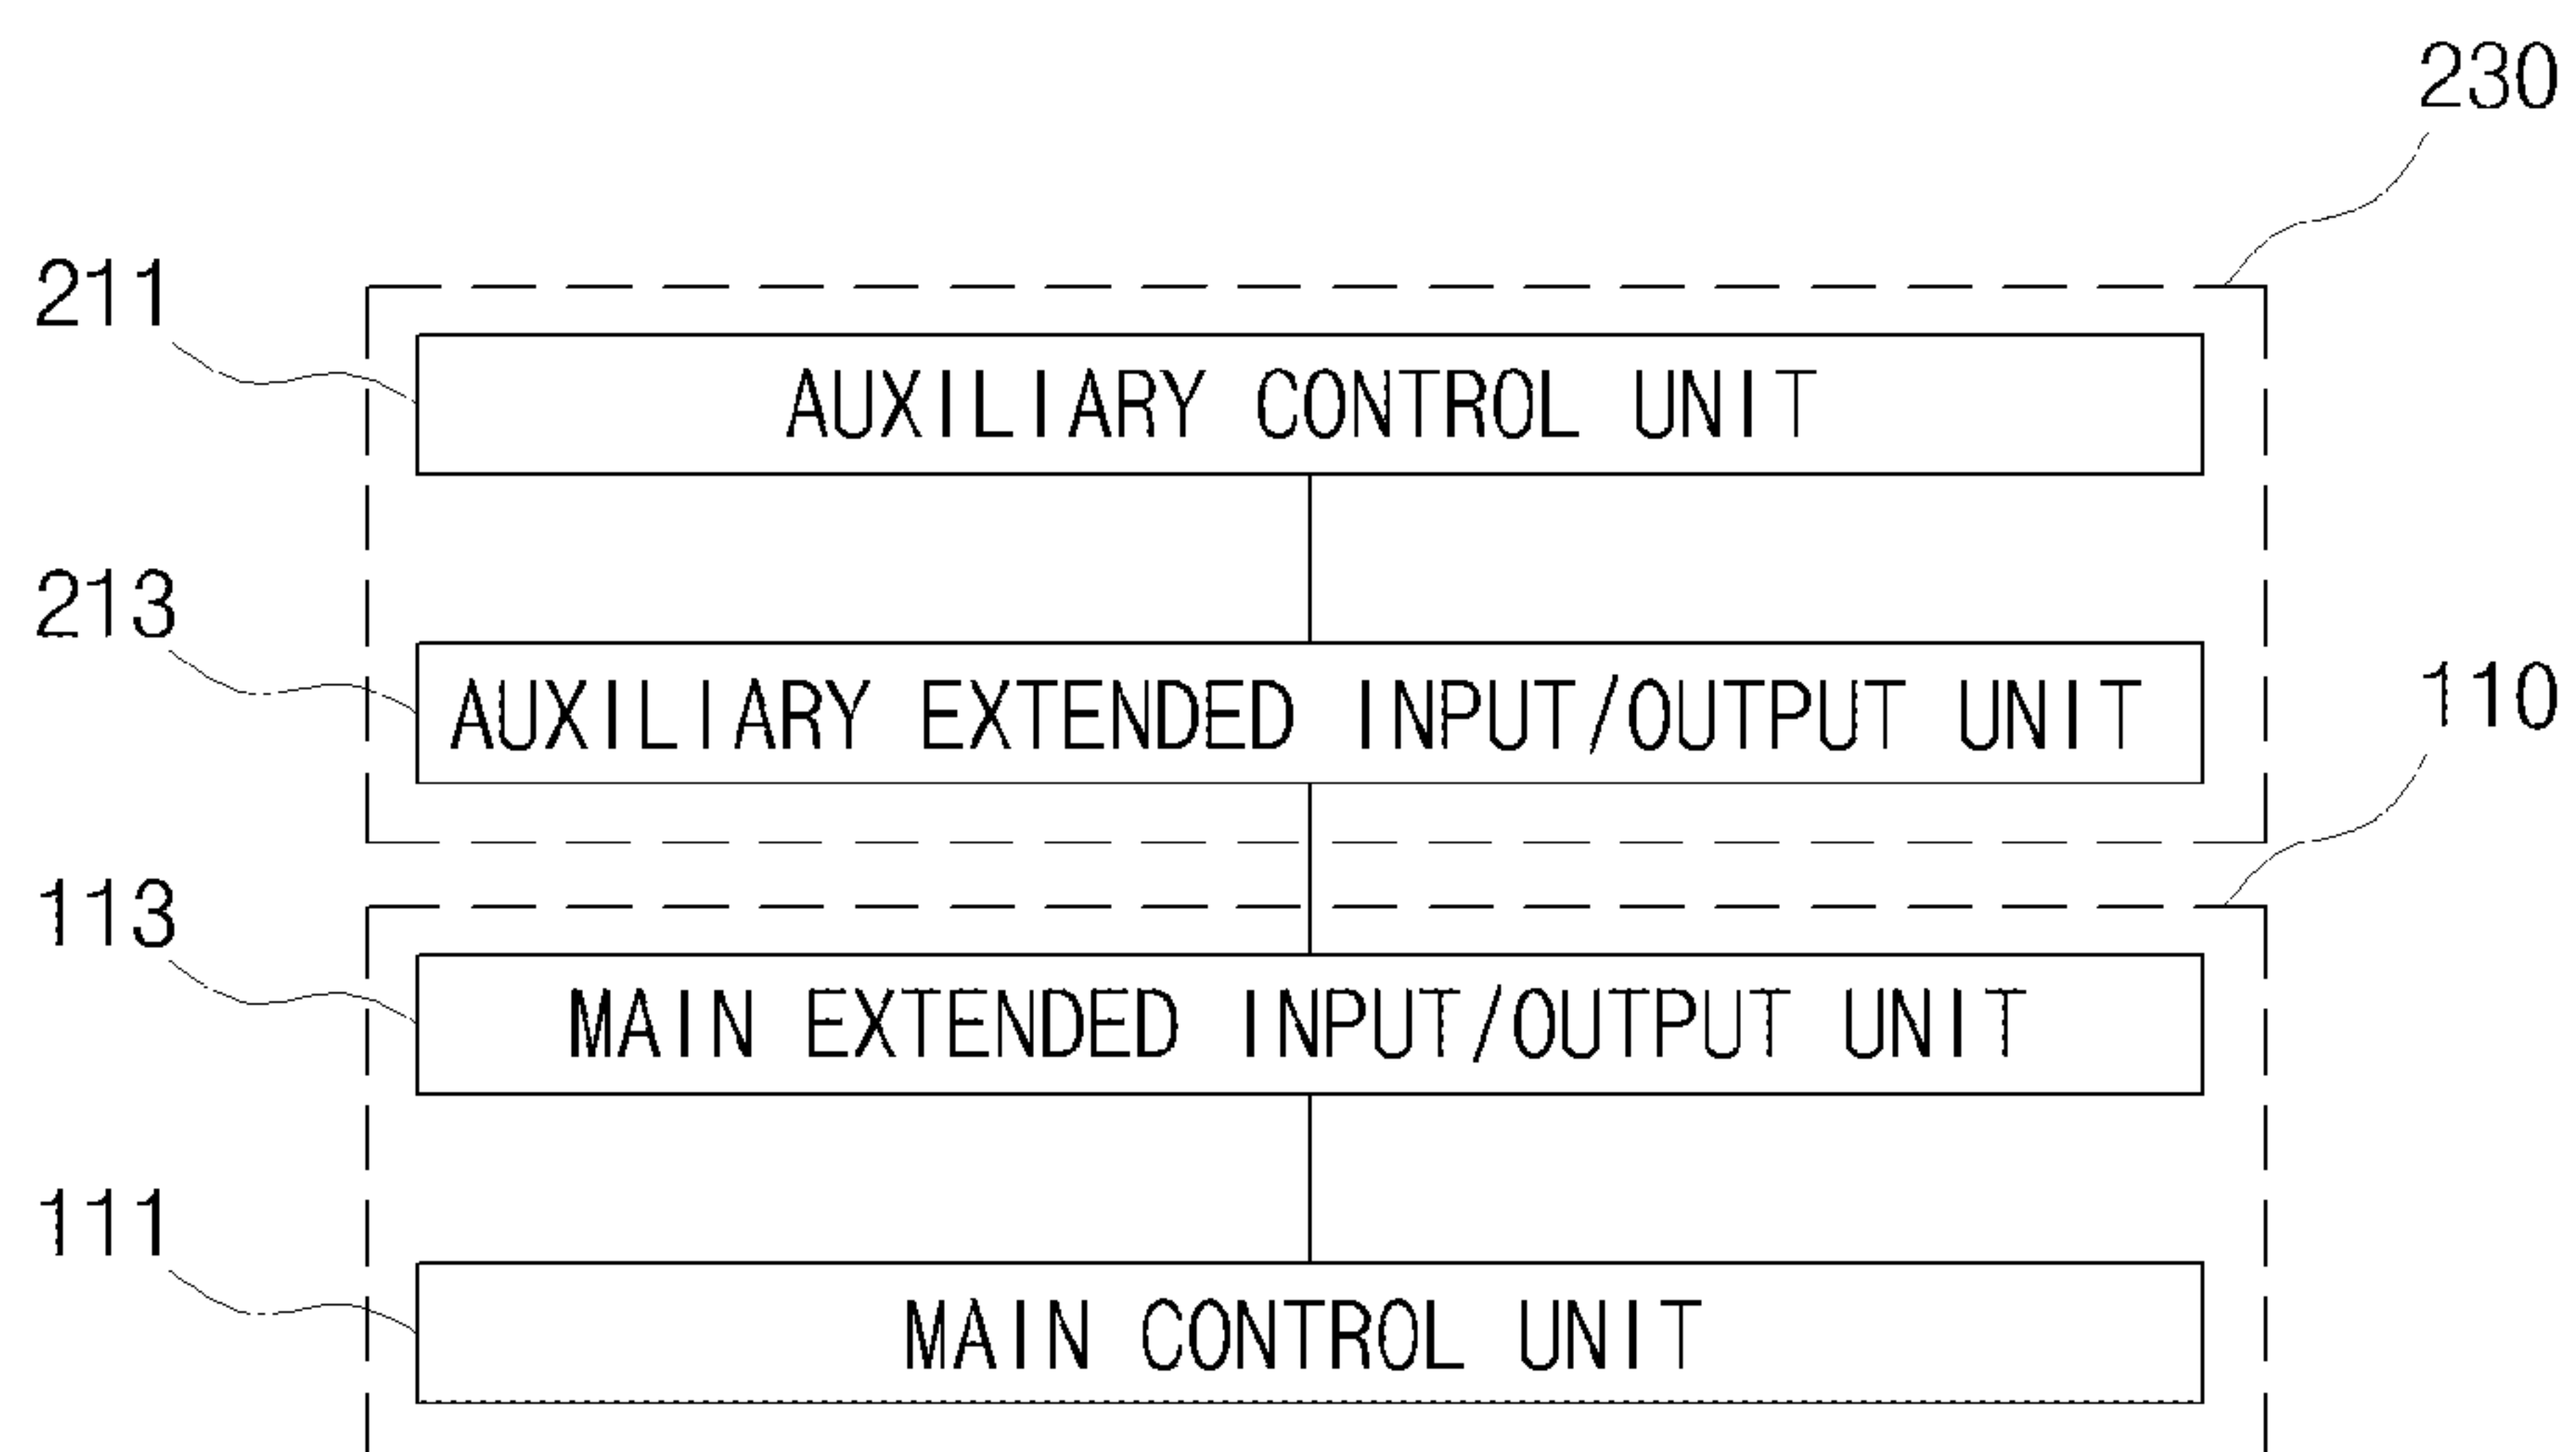 230
211
AUXILIARY CONTROL UNIT
213
AUXILIARY EXTENDED INPUT/OUTPUT UNIT
110
113
MAIN EXTENDED INPUT/OUTPUT UNIT
111
MAIN CONTROL UNIT